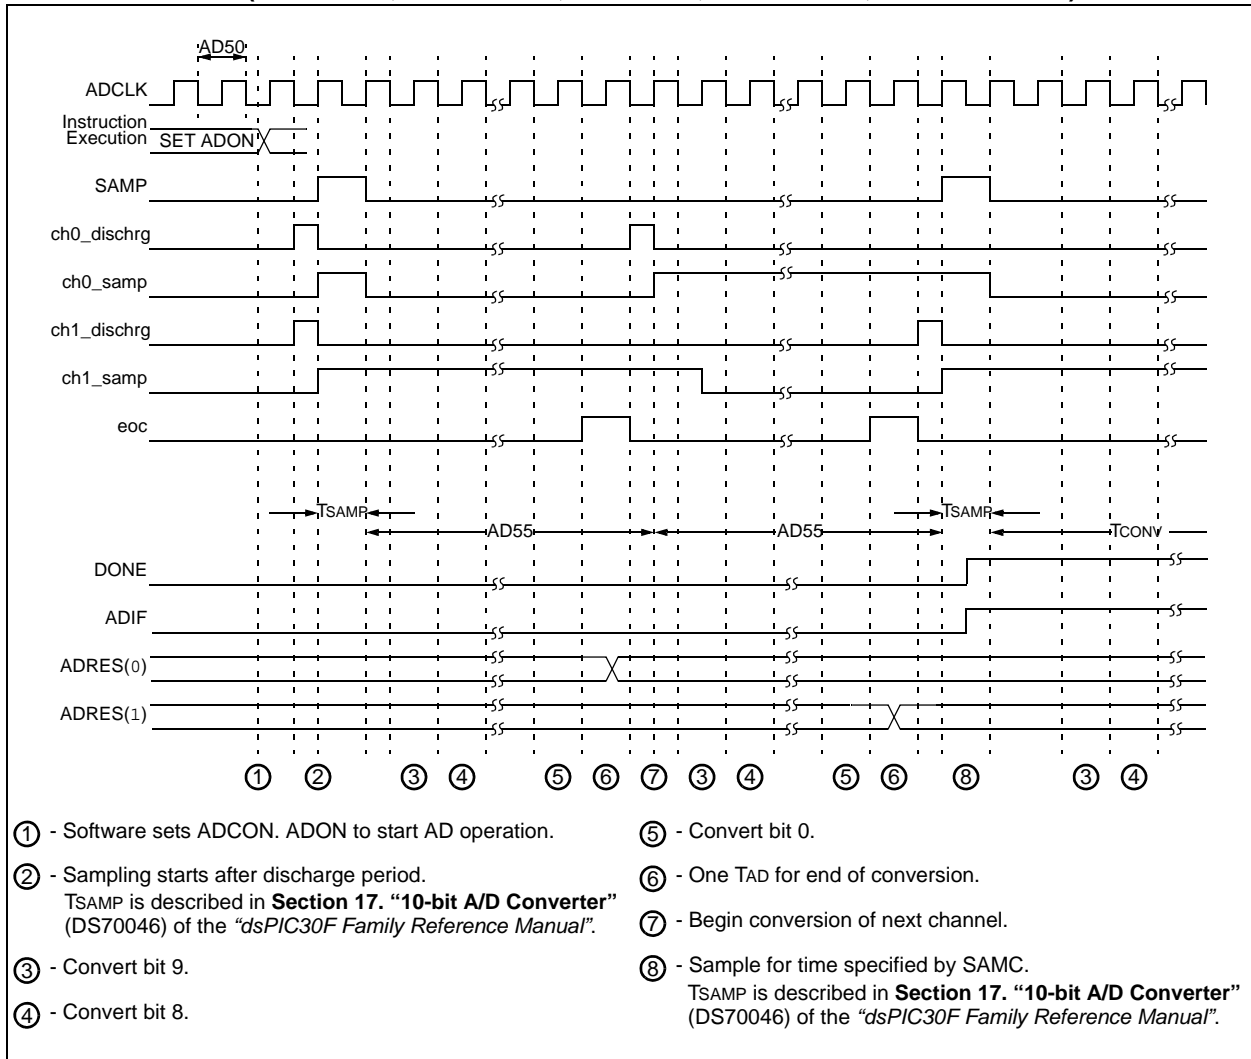 AD50
ADCLK
Instruction
Execution SET ADON
SAMP
ch0_dischrg
ch0_samp
ch1_dischrg
ch1_samp
eoc
TSAMP TSAMP
AD55 AD55 TCONV
DONE
ADIF
ADRES(0)
ADRES(1)
1 2 3 4 5 6 7 3 4 5 6 8 3 4
1 - Software sets ADCON. ADON to start AD operation.
2 - Sampling starts after discharge period.
TSAMP is described in Section 17. “10-bit A/D Converter”
(DS70046) of the “dsPIC30F Family Reference Manual”.
3 - Convert bit 9.
4 - Convert bit 8.
5 - Convert bit 0.
6 - One TAD for end of conversion.
7 - Begin conversion of next channel.
8 - Sample for time specified by SAMC.
TSAMP is described in Section 17. “10-bit A/D Converter”
(DS70046) of the “dsPIC30F Family Reference Manual”.